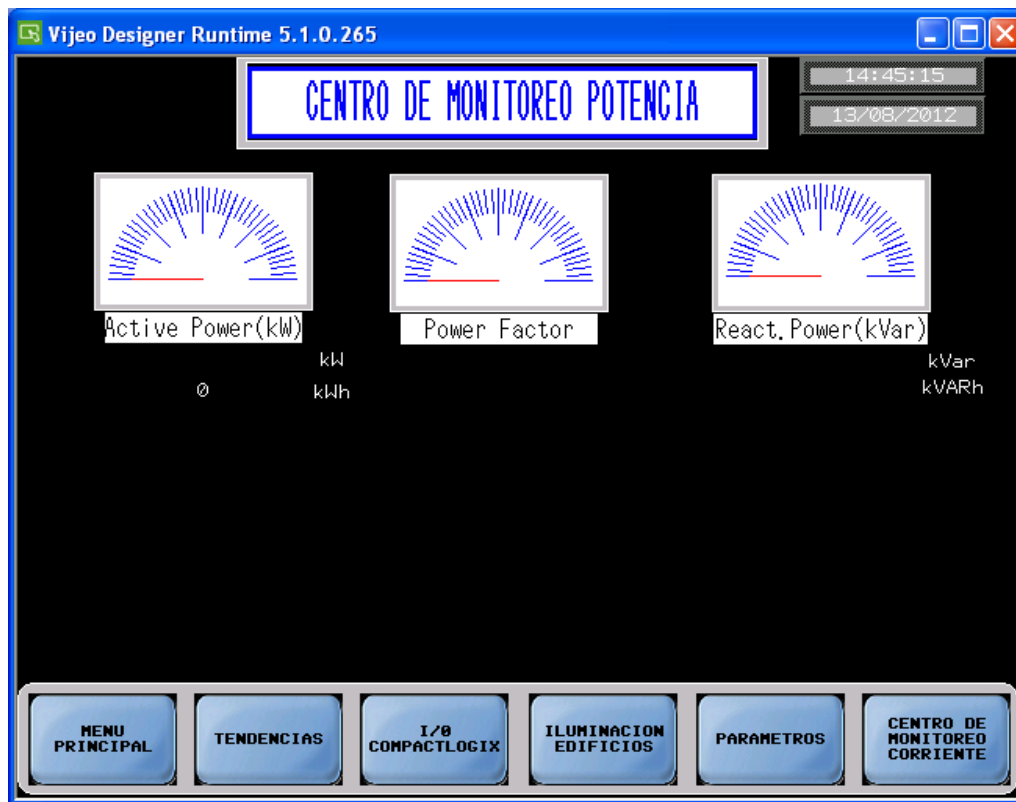 Vijeo Designer Runtime 5.1.0.265
CENTRO DE MONITOREO POTENCIA
14:45:15
13/08/2012
Active Power(kW)
Power Factor
React.Power(kVar)
kW
kVar
0 kWh
kVARh
MENU
PRINCIPAL
TENDENCIAS
I/O
COMPACTLOGIX
ILUMINACION
EDIFICIOS
PARAMETROS
CENTRO DE
MONITOREO
CORRIENTE